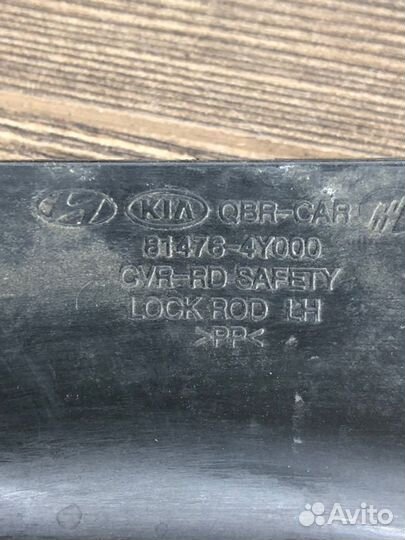 KIA QBR-CAR
81476-4Y000
CVR-RD SAFETY
LOCK ROD LH
>PP<
Avito